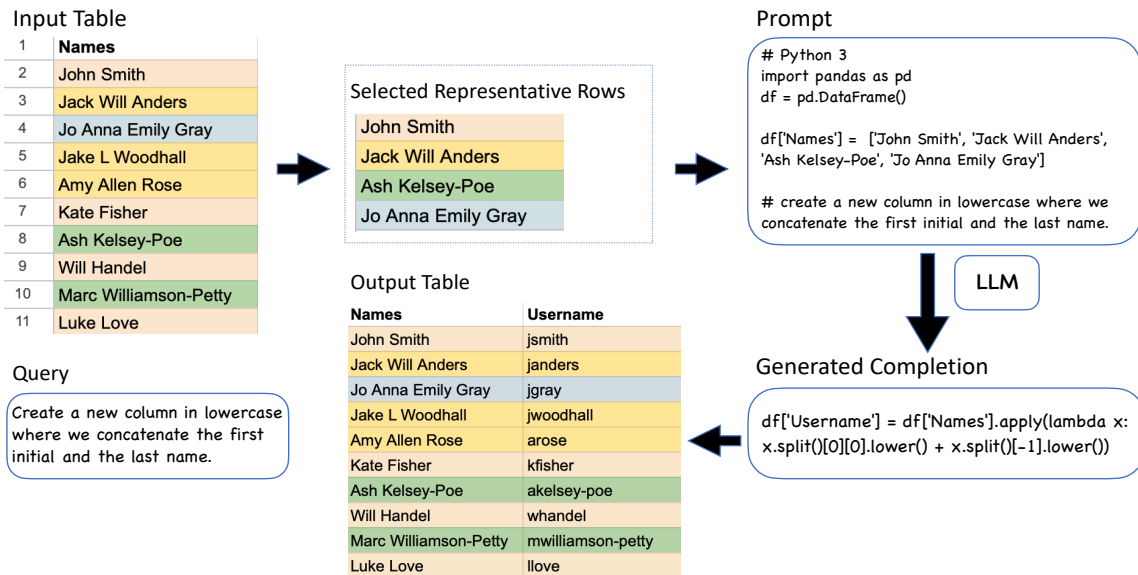 Input Table
1 Names
2 John Smith
3 Jack Will Anders
4 Jo Anna Emily Gray
5 Jake L Woodhall
6 Amy Allen Rose
7 Kate Fisher
8 Ash Kelsey-Poe
9 Will Handel
10 Marc Williamson-Petty
11 Luke Love
Query
Create a new column in lowercase
where we concatenate the first
initial and the last name.
Selected Representative Rows
John Smith
Jack Will Anders
Ash Kelsey-Poe
Jo Anna Emily Gray
Prompt
# Python 3
import pandas as pd
df = pd.DataFrame()
df['Names'] = ['John Smith', 'Jack Will Anders',
'Ash Kelsey-Poe', 'Jo Anna Emily Gray']
# create a new column in lowercase where we
concatenate the first initial and the last name.
LLM
Generated Completion
df['Username'] = df['Names'].apply(lambda x:
x.split()[0][0].lower() + x.split()[-1].lower())
Output Table
Names Username
John Smith jsmith
Jack Will Anders janders
Jo Anna Emily Gray jgray
Jake L Woodhall jwoodhall
Amy Allen Rose arose
Kate Fisher kfisher
Ash Kelsey-Poe akelsey-poe
Will Handel whandel
Marc Williamson-Petty mwilliamson-petty
Luke Love llove